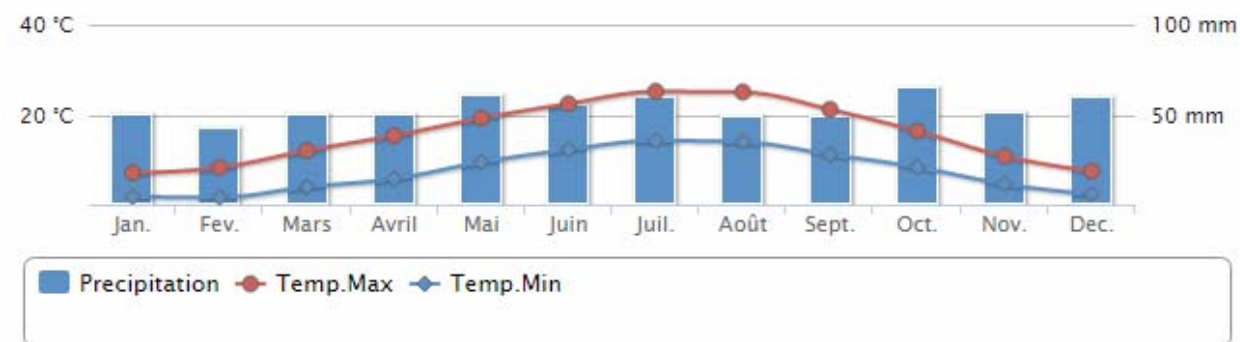 40 °C 100 mm
20 °C 50 mm
Jan. Fev. Mars Avril Mai Juin Juil. Août Sept. Oct. Nov. Dec.
Precipitation Temp.Max Temp.Min